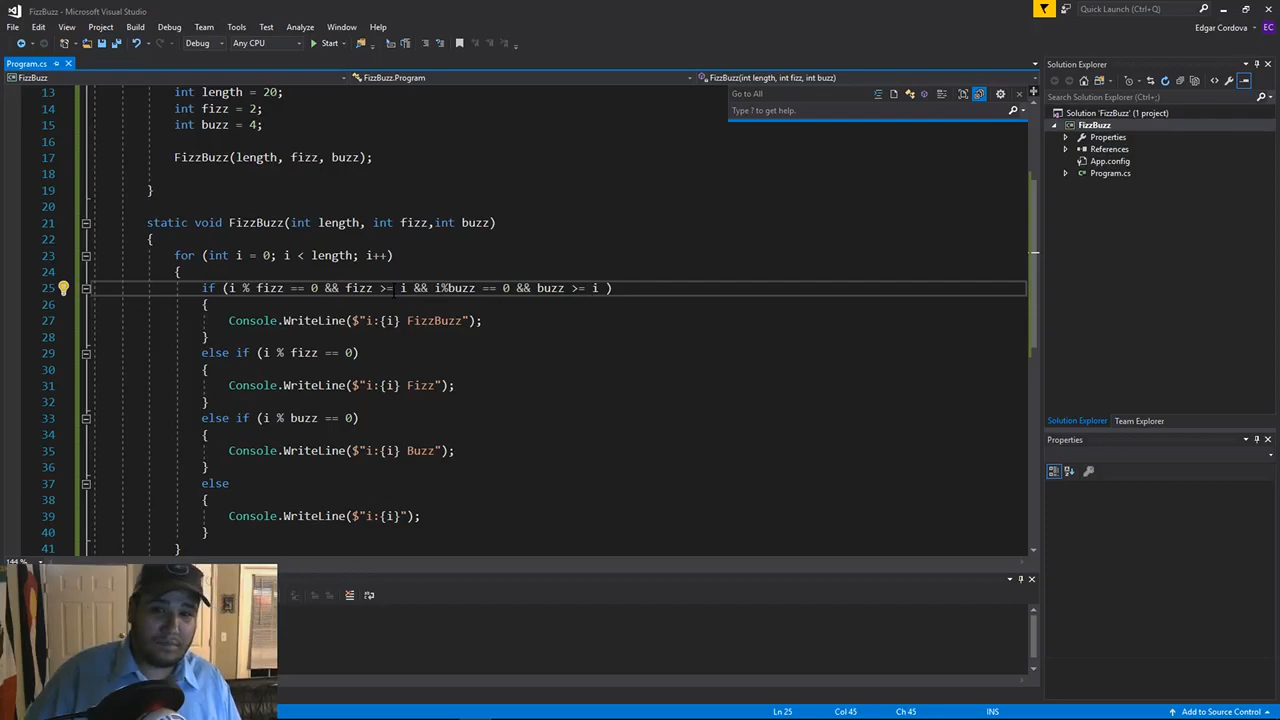 FizzBuzz - Microsoft Visual Studio
Quick Launch (Ctrl+Q)
File Edit View Project Build Debug Team Tools Test Analyze Window Help
Edgar Cordova EC
Debug Any CPU Start
Program.cs
Solution Explorer
FizzBuzz FizzBuzz.Program FizzBuzz(int length, int fizz, int buzz)
Go to All
Type ? to get help.
Search Solution Explorer (Ctrl+;)
Solution 'FizzBuzz' (1 project)
FizzBuzz
Properties
References
App.config
Program.cs
Solution Explorer Team Explorer
Properties
13 int length = 20;
14 int fizz = 2;
15 int buzz = 4;
16
17 FizzBuzz(length, fizz, buzz);
18
19 }
20
21 static void FizzBuzz(int length, int fizz,int buzz)
22 {
23 for (int i = 0; i < length; i++)
24 {
25 if (i % fizz == 0 && fizz >= i && i%buzz == 0 && buzz >= i )
26 {
27 Console.WriteLine($"i:{i} FizzBuzz");
28 }
29 else if (i % fizz == 0)
30 {
31 Console.WriteLine($"i:{i} Fizz");
32 }
33 else if (i % buzz == 0)
34 {
35 Console.WriteLine($"i:{i} Buzz");
36 }
37 else
38 {
39 Console.WriteLine($"i:{i}");
40 }
41 }
144 %
Ln 25 Col 45 Ch 45 INS Add to Source Control